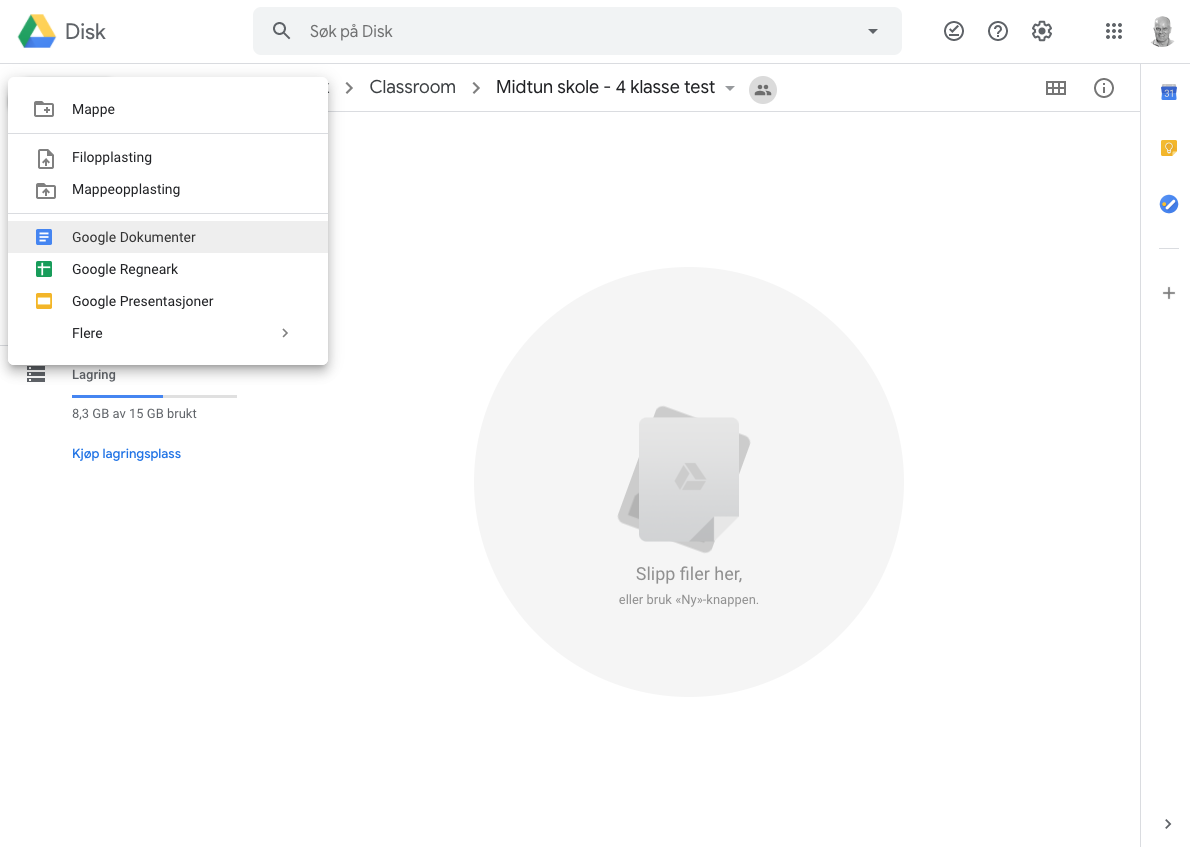 Disk
Søk på Disk
Classroom
Midtun skole - 4 klasse test
Mappe
Filopplasting
Mappeopplasting
Google Dokumenter
Google Regneark
Google Presentasjoner
Flere
Lagring
8,3 GB av 15 GB brukt
Kjøp lagringsplass
Slipp filer her,
eller bruk «Ny»-knappen.
31